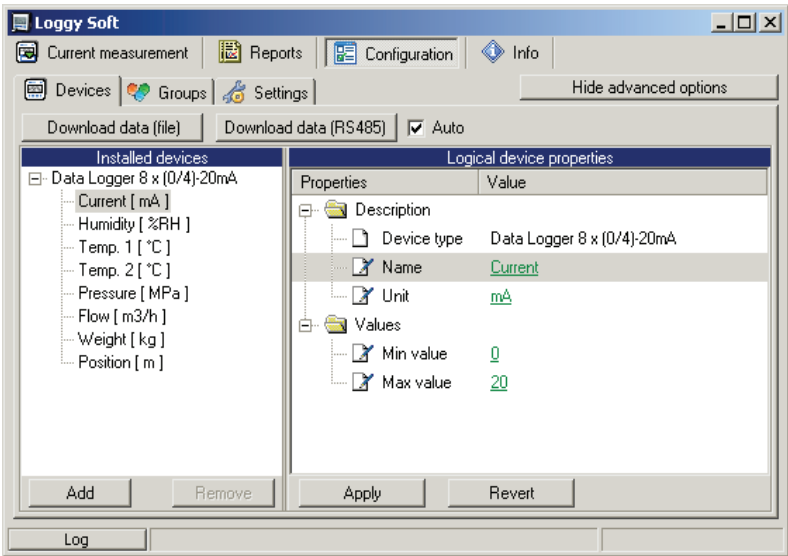 Loggy Soft
Current measurement Reports Configuration Info
Devices Groups Settings Hide advanced options
Download data (file) Download data (RS485) Auto
Installed devices
Data Logger 8 x (0/4)-20mA
Current [ mA ]
Humidity [ %RH ]
Temp. 1 [ °C ]
Temp. 2 [ °C ]
Pressure [ MPa ]
Flow [ m3/h ]
Weight [ kg ]
Position [ m ]
Add Remove
Logical device properties
Properties Value
Description
Device type Data Logger 8 x (0/4)-20mA
Name Current
Unit mA
Values
Min value 0
Max value 20
Apply Revert
Log